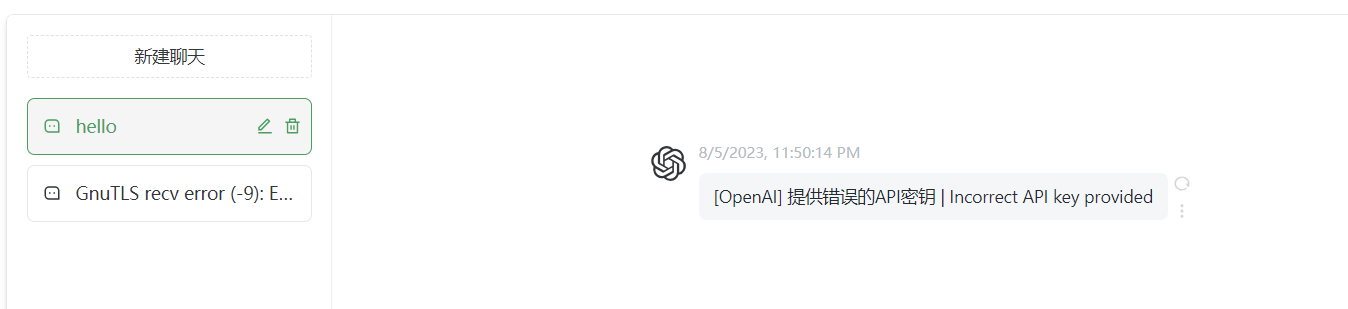 新建聊天
hello
GnuTLS recv error (-9): E...
8/5/2023, 11:50:14 PM
[OpenAI] 提供错误的API密钥 | Incorrect API key provided